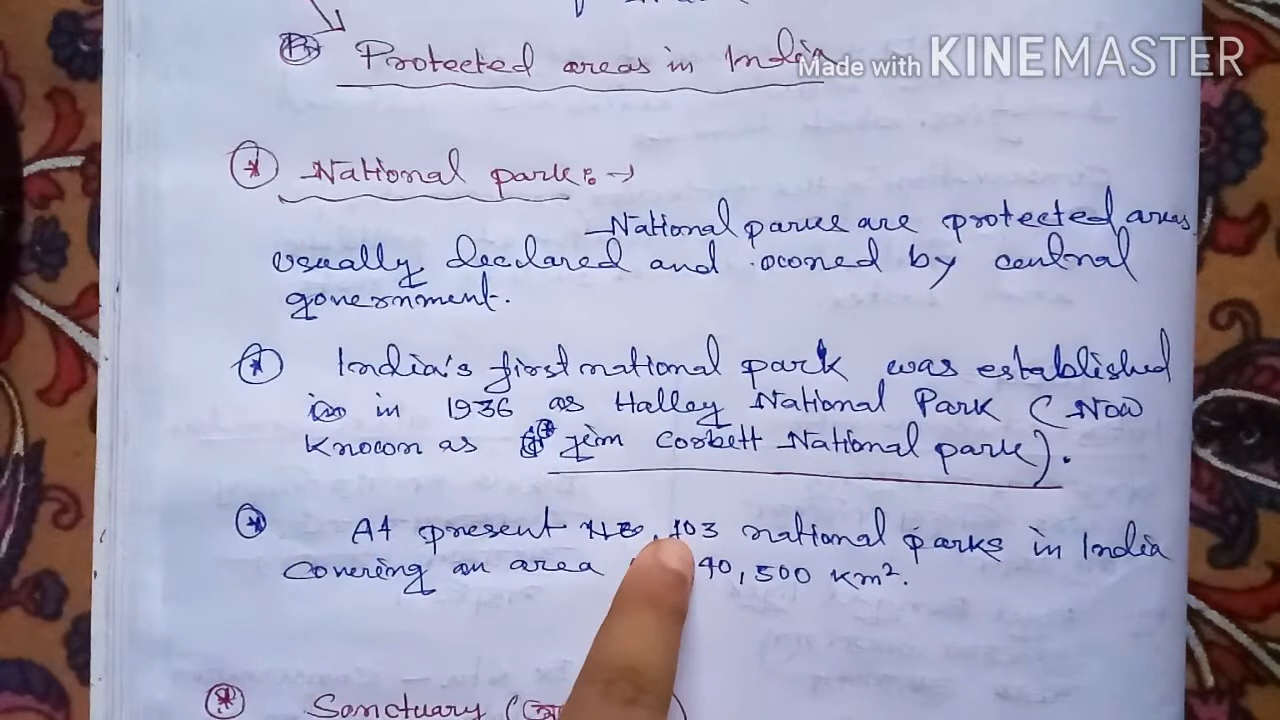 B Protected areas in India
Made with KINEMASTER
* National park :→
National parks are protected areas
usually declared and owned by central
government.
* India's first national park was established
in 1936 as Halley National Park (Now
known as Jim Corbett National park).
* At present 103 national parks in India
Covering an area 40,500 km².
* Sanctuary (